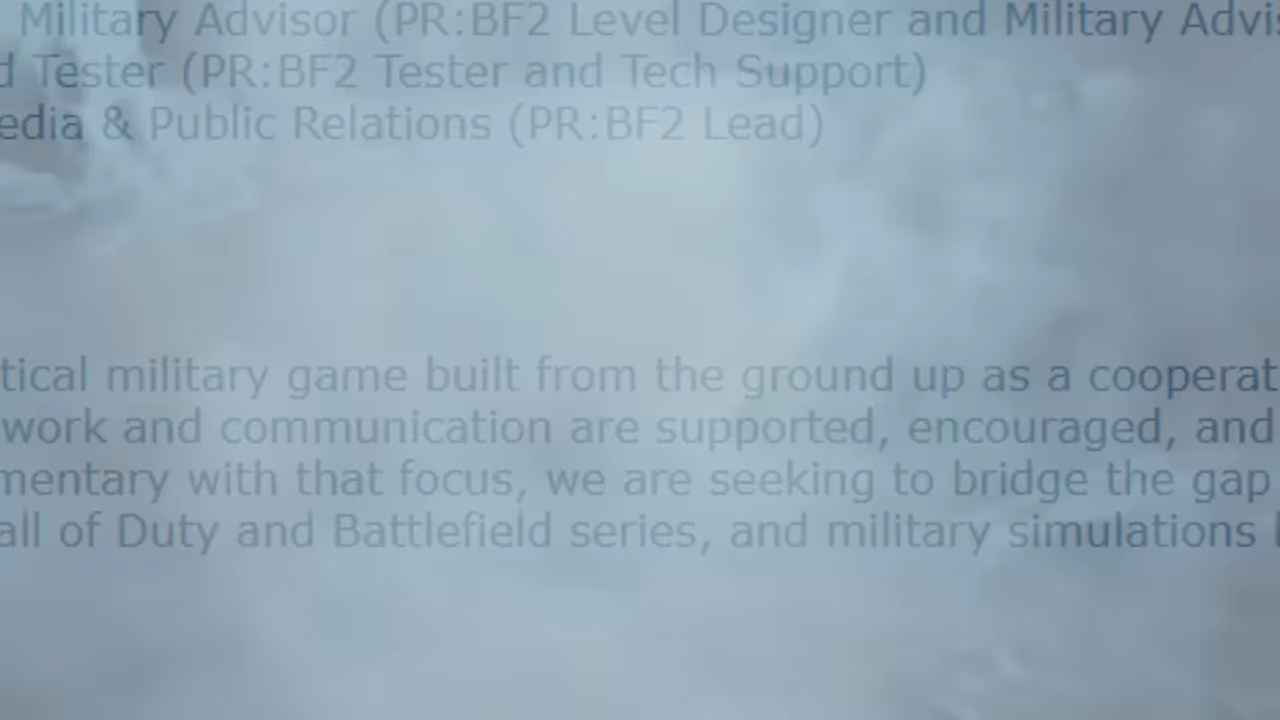 Military Advisor (PR:BF2 Level Designer and Military Advis
d Tester (PR:BF2 Tester and Tech Support)
edia & Public Relations (PR:BF2 Lead)
tical military game built from the ground up as a cooperat
work and communication are supported, encouraged, and
mentary with that focus, we are seeking to bridge the gap
all of Duty and Battlefield series, and military simulations